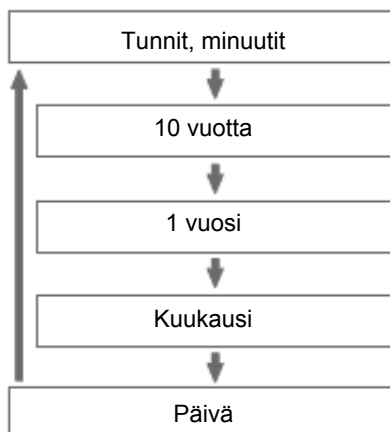 Tunnit, minuutit
10 vuotta
1 vuosi
Kuukausi
Päivä